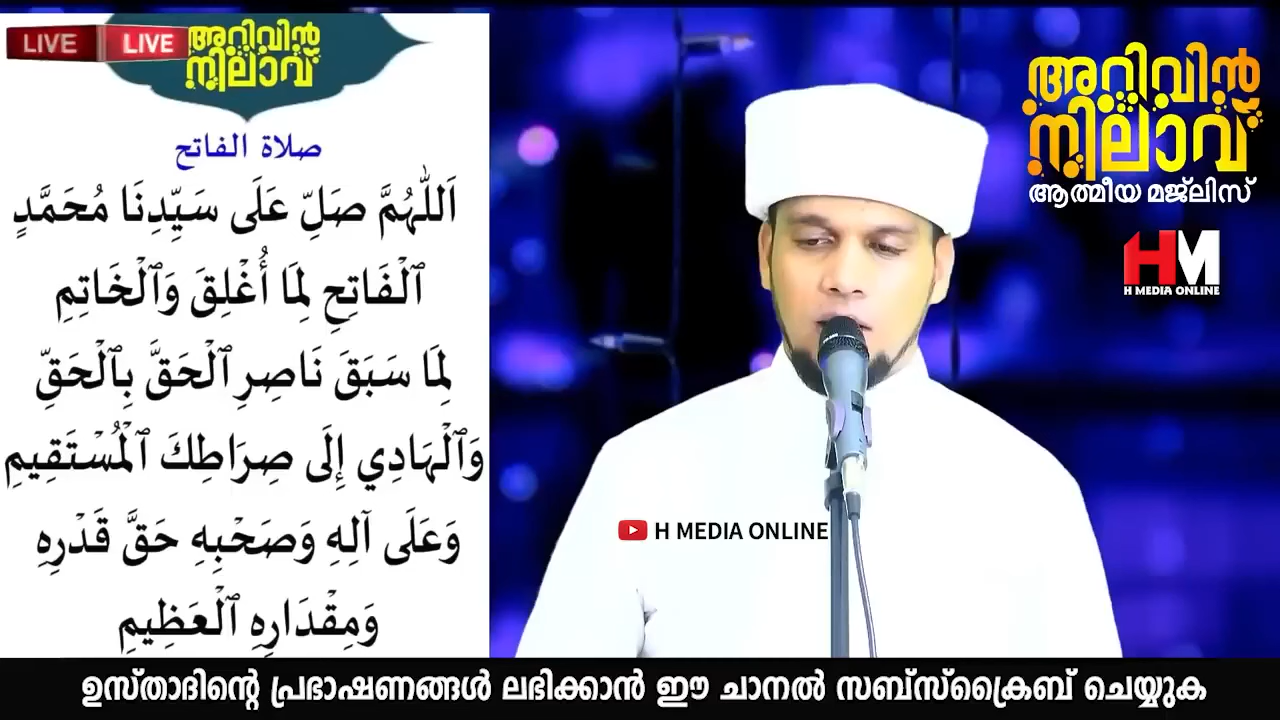 LIVE LIVE
അറിവിൻ
നിലാവ്
صلاة الفاتح
اَللّٰهُمَّ صَلِّ عَلَى سَيِّدِنَا مُحَمَّدٍ
ٱلْفَاتِحِ لِمَا أُغْلِقَ وَٱلْخَاتِمِ
لِمَا سَبَقَ نَاصِرِ ٱلْحَقَّ بِٱلْحَقِّ
وَٱلْهَادِي إِلَى صِرَاطِكَ ٱلْمُسْتَقِيمِ
وَعَلَى آلِهِ وَصَحْبِهِ حَقَّ قَدْرِهِ
وَمِقْدَارِهِ ٱلْعَظِيمِ
അറിവിൻ
നിലാവ്
ആത്മീയ മജ്‌ലിസ്
HM
H MEDIA ONLINE
H MEDIA ONLINE
ഉസ്താദിന്റെ പ്രഭാഷണങ്ങൾ ലഭിക്കാൻ ഈ ചാനൽ സബ്സ്ക്രൈബ് ചെയ്യുക